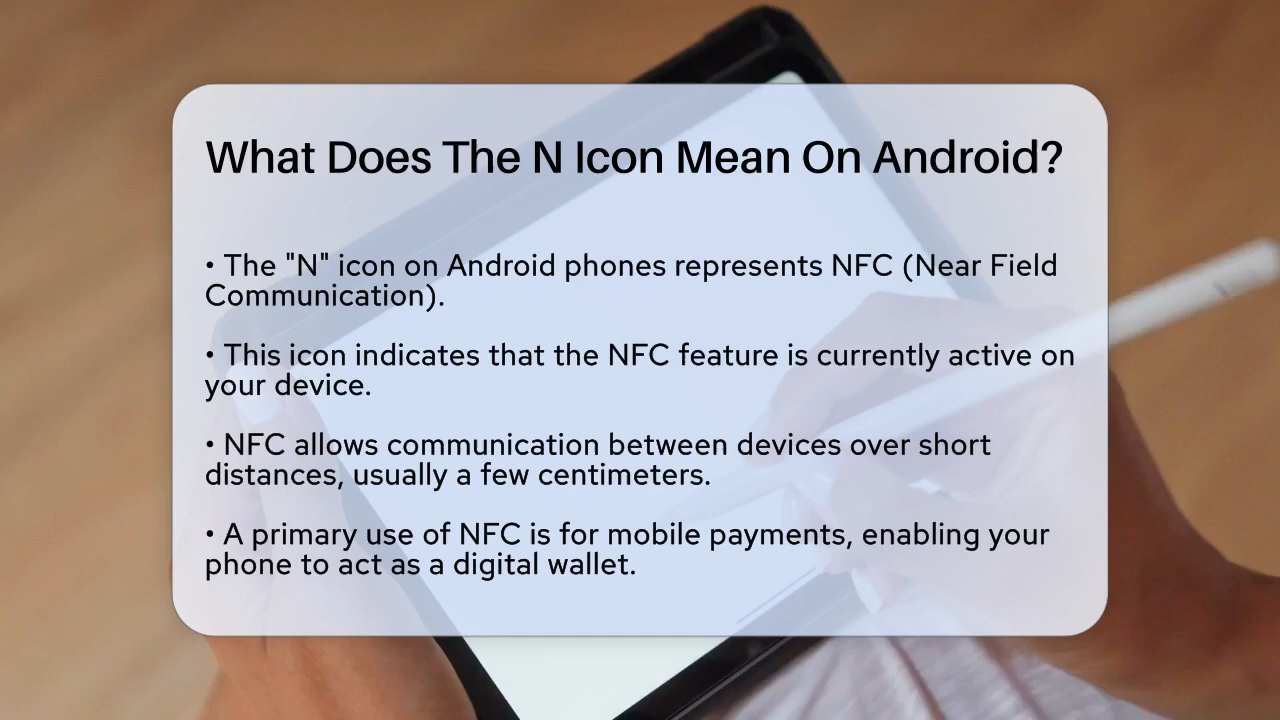 What Does The N Icon Mean On Android?
• The "N" icon on Android phones represents NFC (Near Field
Communication).
• This icon indicates that the NFC feature is currently active on
your device.
• NFC allows communication between devices over short
distances, usually a few centimeters.
• A primary use of NFC is for mobile payments, enabling your
phone to act as a digital wallet.